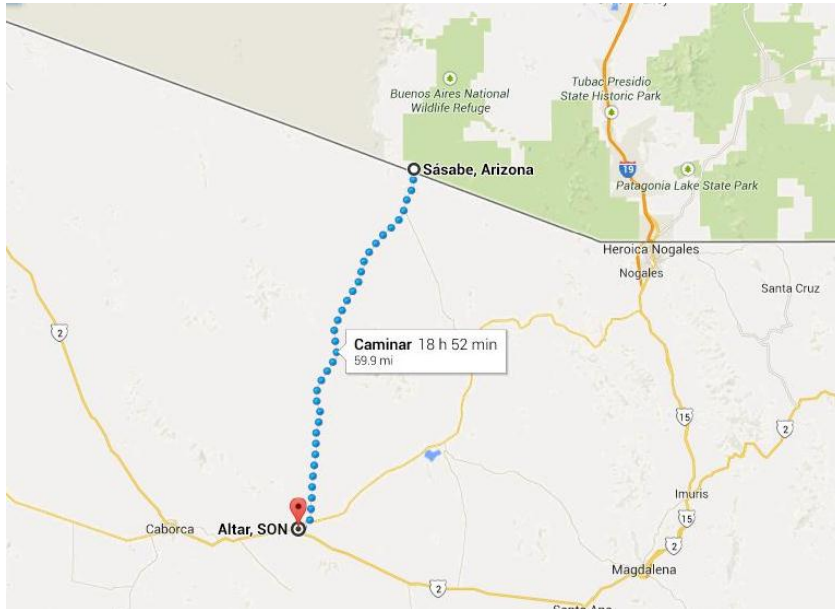 Buenos Aires National
Wildlife Refuge
Tubac Presidio
State Historic Park
Sásabe, Arizona
19
Patagonia Lake State Park
Heroica Nogales
Nogales
Santa Cruz
2
Caminar 18 h 52 min
59.9 mi
15
2
Imuris
15
Caborca
Altar, SON
2
2
Magdalena